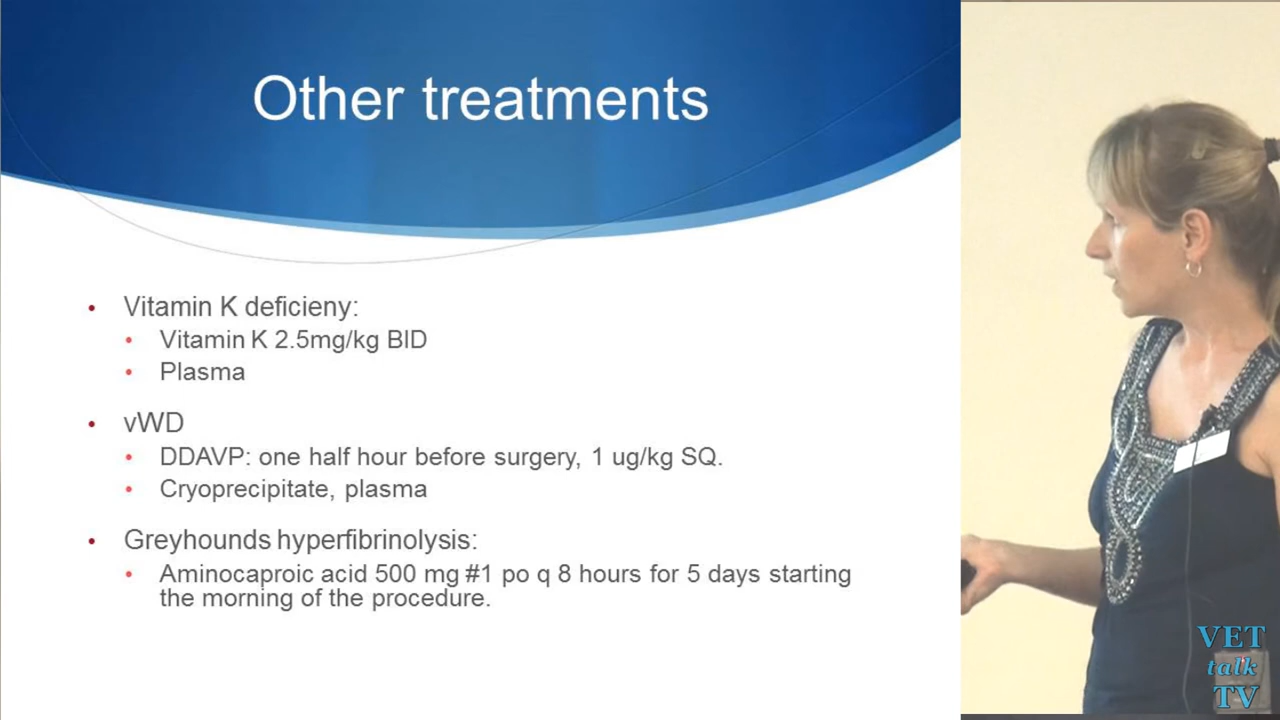 Other treatments
• Vitamin K deficieny:
• Vitamin K 2.5mg/kg BID
• Plasma
• vWD
• DDAVP: one half hour before surgery, 1 ug/kg SQ.
• Cryoprecipitate, plasma
• Greyhounds hyperfibrinolysis:
• Aminocaproic acid 500 mg #1 po q 8 hours for 5 days starting
the morning of the procedure.
VET
talk
TV